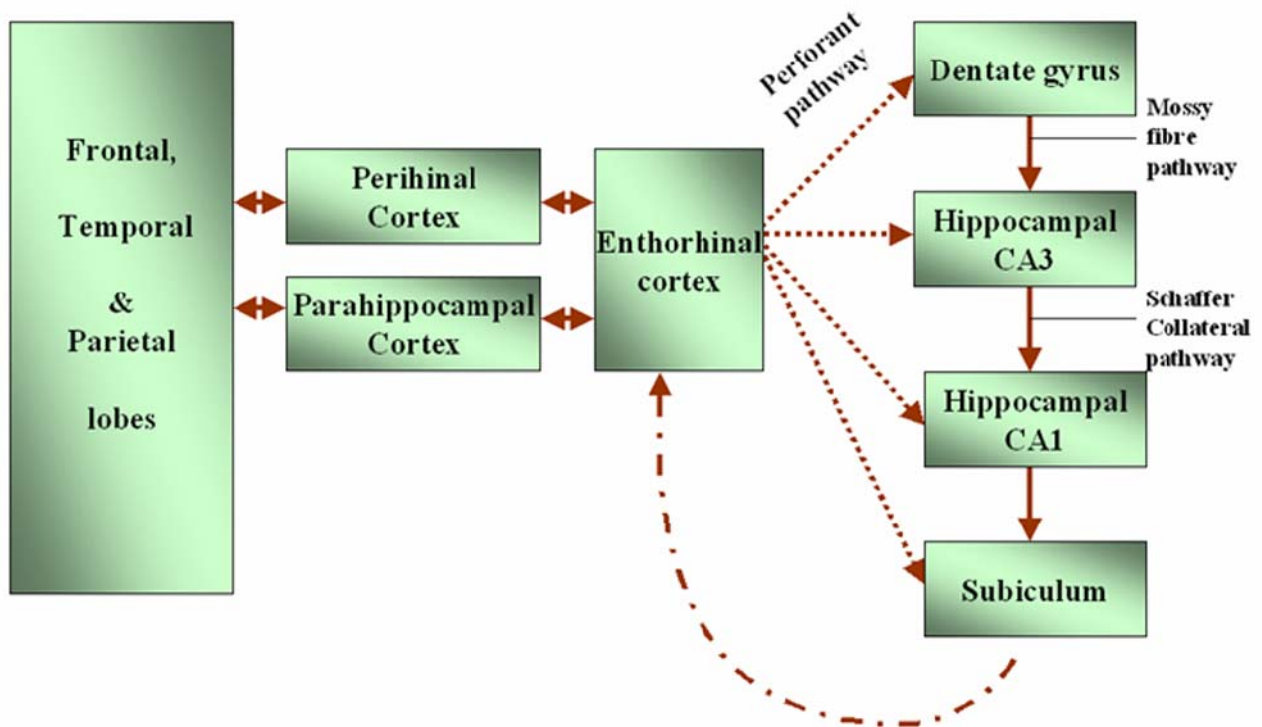 Frontal,
Temporal
&
Parietal
lobes
Perihinal
Cortex
Parahippocampal
Cortex
Enthorhinal
cortex
Perforant
pathway
Dentate gyrus
Mossy
fibre
pathway
Hippocampal
CA3
Schaffer
Collateral
pathway
Hippocampal
CA1
Subiculum